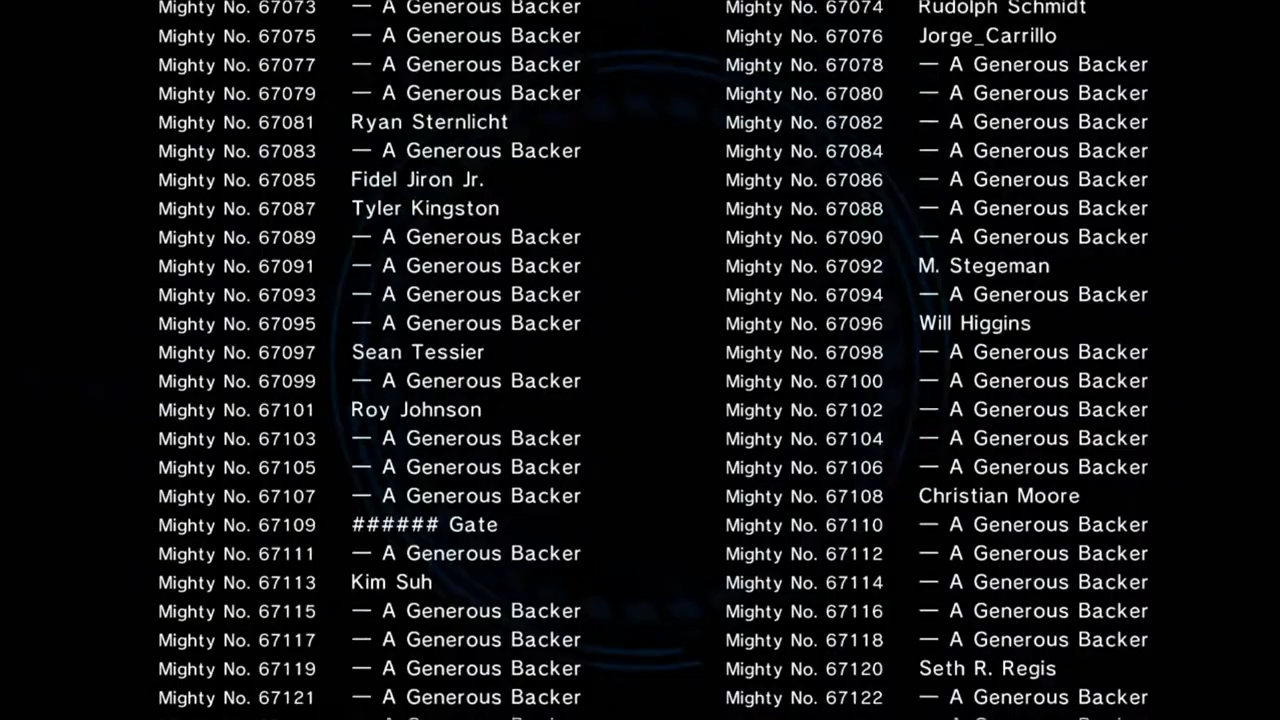 Mighty No. 67073 — A Generous Backer Mighty No. 67074 Rudolph Schmidt
Mighty No. 67075 — A Generous Backer Mighty No. 67076 Jorge_Carrillo
Mighty No. 67077 — A Generous Backer Mighty No. 67078 — A Generous Backer
Mighty No. 67079 — A Generous Backer Mighty No. 67080 — A Generous Backer
Mighty No. 67081 Ryan Sternlicht Mighty No. 67082 — A Generous Backer
Mighty No. 67083 — A Generous Backer Mighty No. 67084 — A Generous Backer
Mighty No. 67085 Fidel Jiron Jr. Mighty No. 67086 — A Generous Backer
Mighty No. 67087 Tyler Kingston Mighty No. 67088 — A Generous Backer
Mighty No. 67089 — A Generous Backer Mighty No. 67090 — A Generous Backer
Mighty No. 67091 — A Generous Backer Mighty No. 67092 M. Stegeman
Mighty No. 67093 — A Generous Backer Mighty No. 67094 — A Generous Backer
Mighty No. 67095 — A Generous Backer Mighty No. 67096 Will Higgins
Mighty No. 67097 Sean Tessier Mighty No. 67098 — A Generous Backer
Mighty No. 67099 — A Generous Backer Mighty No. 67100 — A Generous Backer
Mighty No. 67101 Roy Johnson Mighty No. 67102 — A Generous Backer
Mighty No. 67103 — A Generous Backer Mighty No. 67104 — A Generous Backer
Mighty No. 67105 — A Generous Backer Mighty No. 67106 — A Generous Backer
Mighty No. 67107 — A Generous Backer Mighty No. 67108 Christian Moore
Mighty No. 67109 ###### Gate Mighty No. 67110 — A Generous Backer
Mighty No. 67111 — A Generous Backer Mighty No. 67112 — A Generous Backer
Mighty No. 67113 Kim Suh Mighty No. 67114 — A Generous Backer
Mighty No. 67115 — A Generous Backer Mighty No. 67116 — A Generous Backer
Mighty No. 67117 — A Generous Backer Mighty No. 67118 — A Generous Backer
Mighty No. 67119 — A Generous Backer Mighty No. 67120 Seth R. Regis
Mighty No. 67121 — A Generous Backer Mighty No. 67122 — A Generous Backer